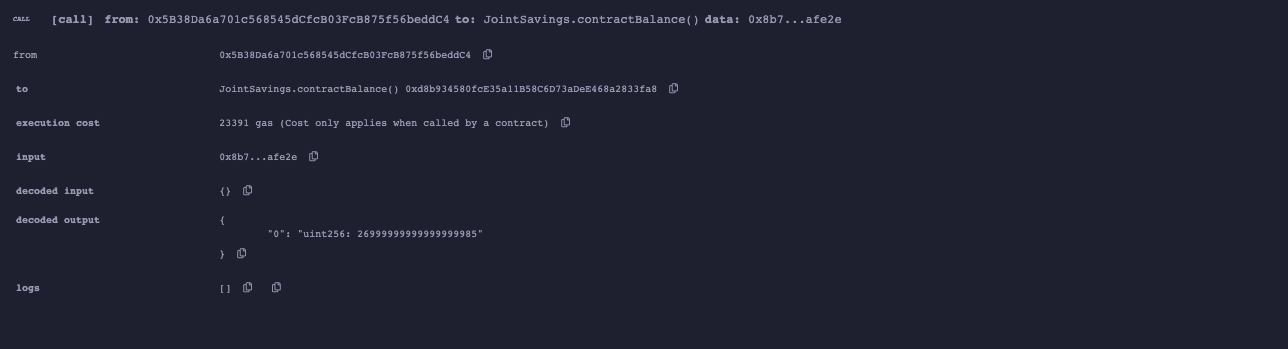 CALL [call] from: 0x5B38Da6a701c568545dCfcB03FcB875f56beddC4 to: JointSavings.contractBalance() data: 0x8b7...afe2e
from 0x5B38Da6a701c568545dCfcB03FcB875f56beddC4
to JointSavings.contractBalance() 0xd8b934580fcE35a11B58C6D73aDeE468a2833fa8
execution cost 23391 gas (Cost only applies when called by a contract)
input 0x8b7...afe2e
decoded input {}
decoded output {
"0": "uint256: 26999999999999999985"
}
logs []